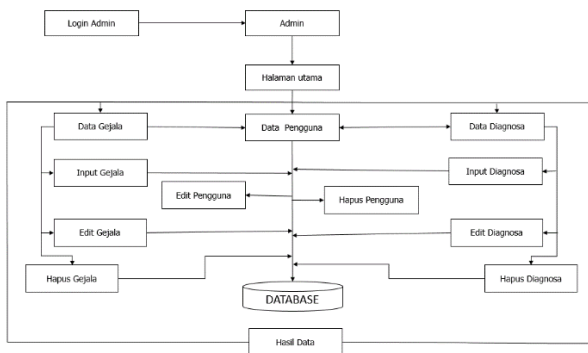 Login Admin
Admin
Halaman utama
Data Gejala
Data Pengguna
Data Diagnosa
Input Gejala
Input Diagnosa
Edit Pengguna
Hapus Pengguna
Edit Gejala
Edit Diagnosa
Hapus Gejala
Hapus Diagnosa
DATABASE
Hasil Data